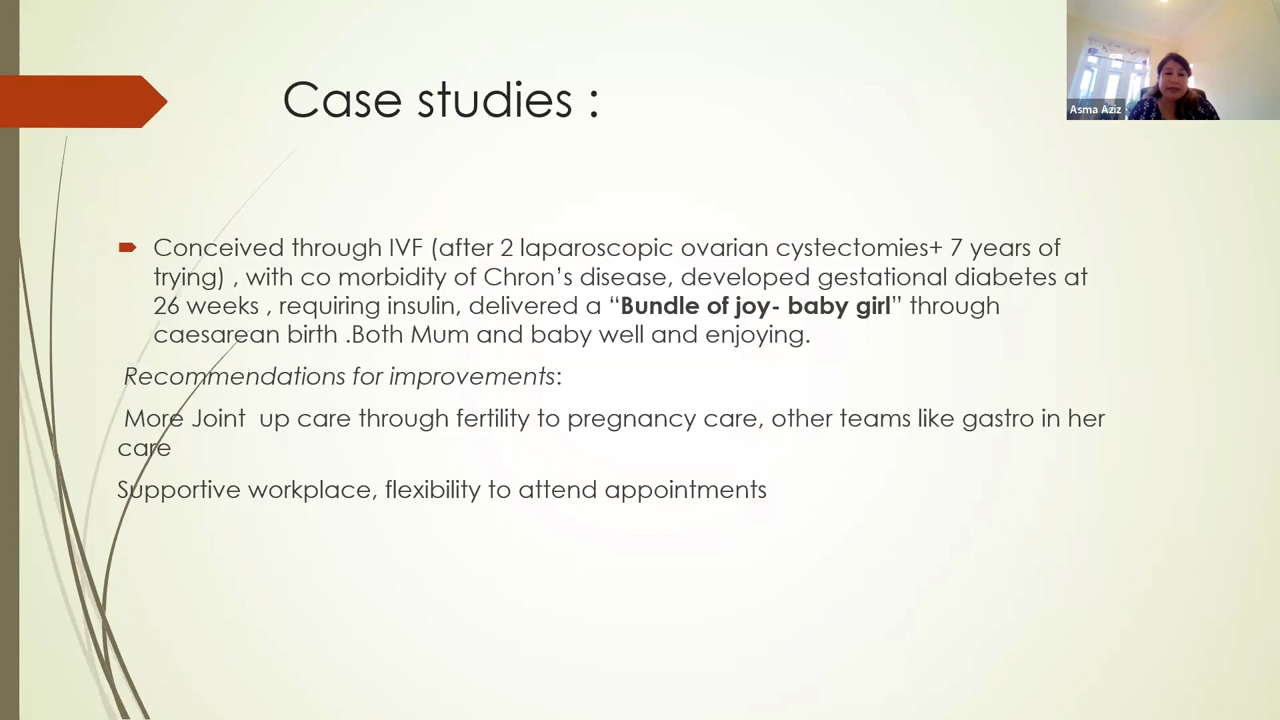 Case studies :
Asma Aziz
Conceived through IVF (after 2 laparoscopic ovarian cystectomies+ 7 years of
trying) , with co morbidity of Chron’s disease, developed gestational diabetes at
26 weeks , requiring insulin, delivered a “Bundle of joy- baby girl” through
caesarean birth .Both Mum and baby well and enjoying.
Recommendations for improvements:
More Joint  up care through fertility to pregnancy care, other teams like gastro in her
care
Supportive workplace, flexibility to attend appointments